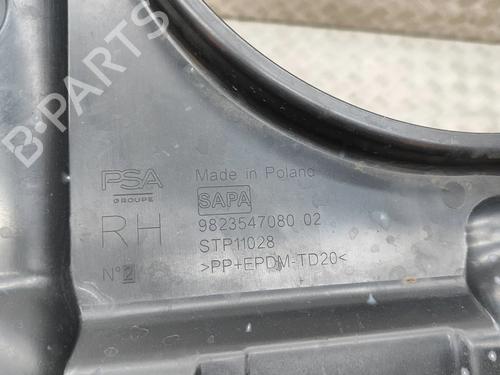 B-PARTS
PSA
GROUPE
RH
N°2
Made in Poland
SAPA
9823547080 02
STP11028
>PP+EPDM-TD20<